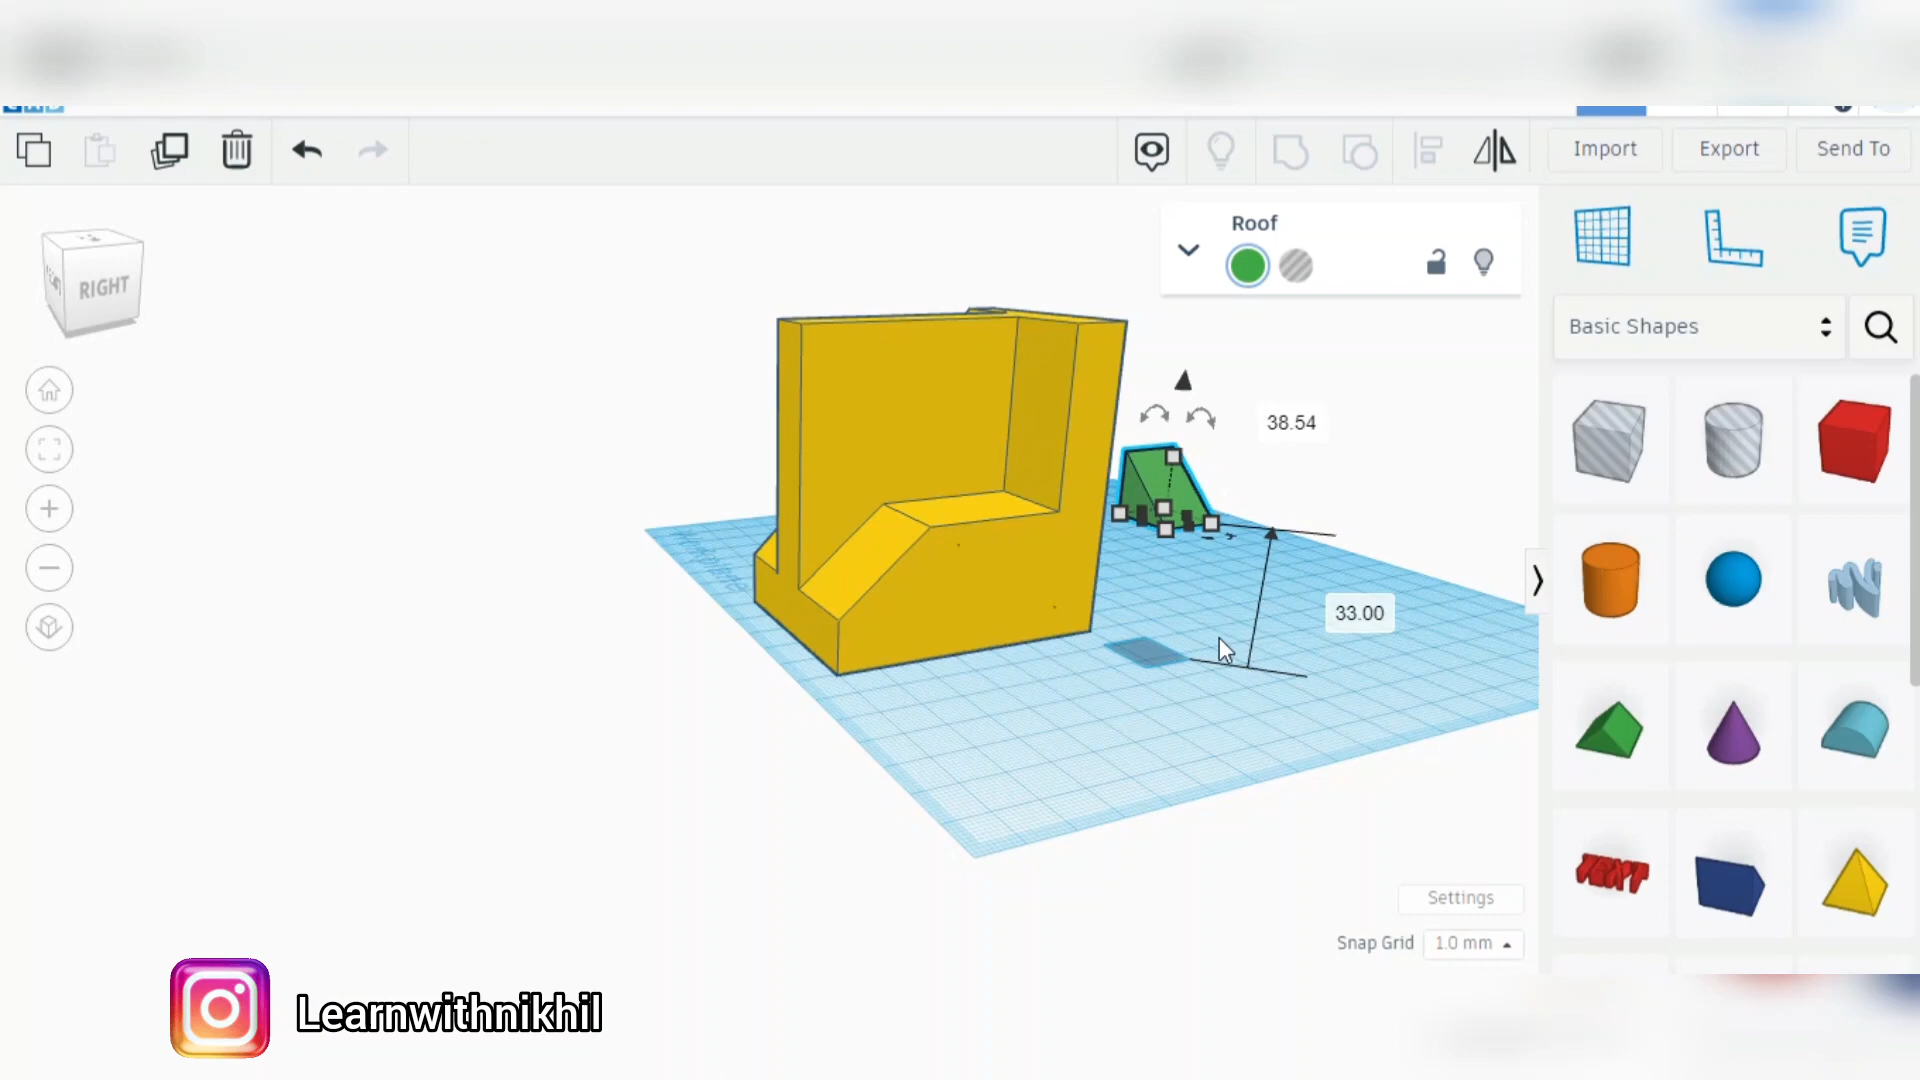 Import
Export
Send To
RIGHT
Roof
Basic Shapes
38.54
33.00
TEXT
Settings
Snap Grid
1.0 mm
Learnwithnikhil